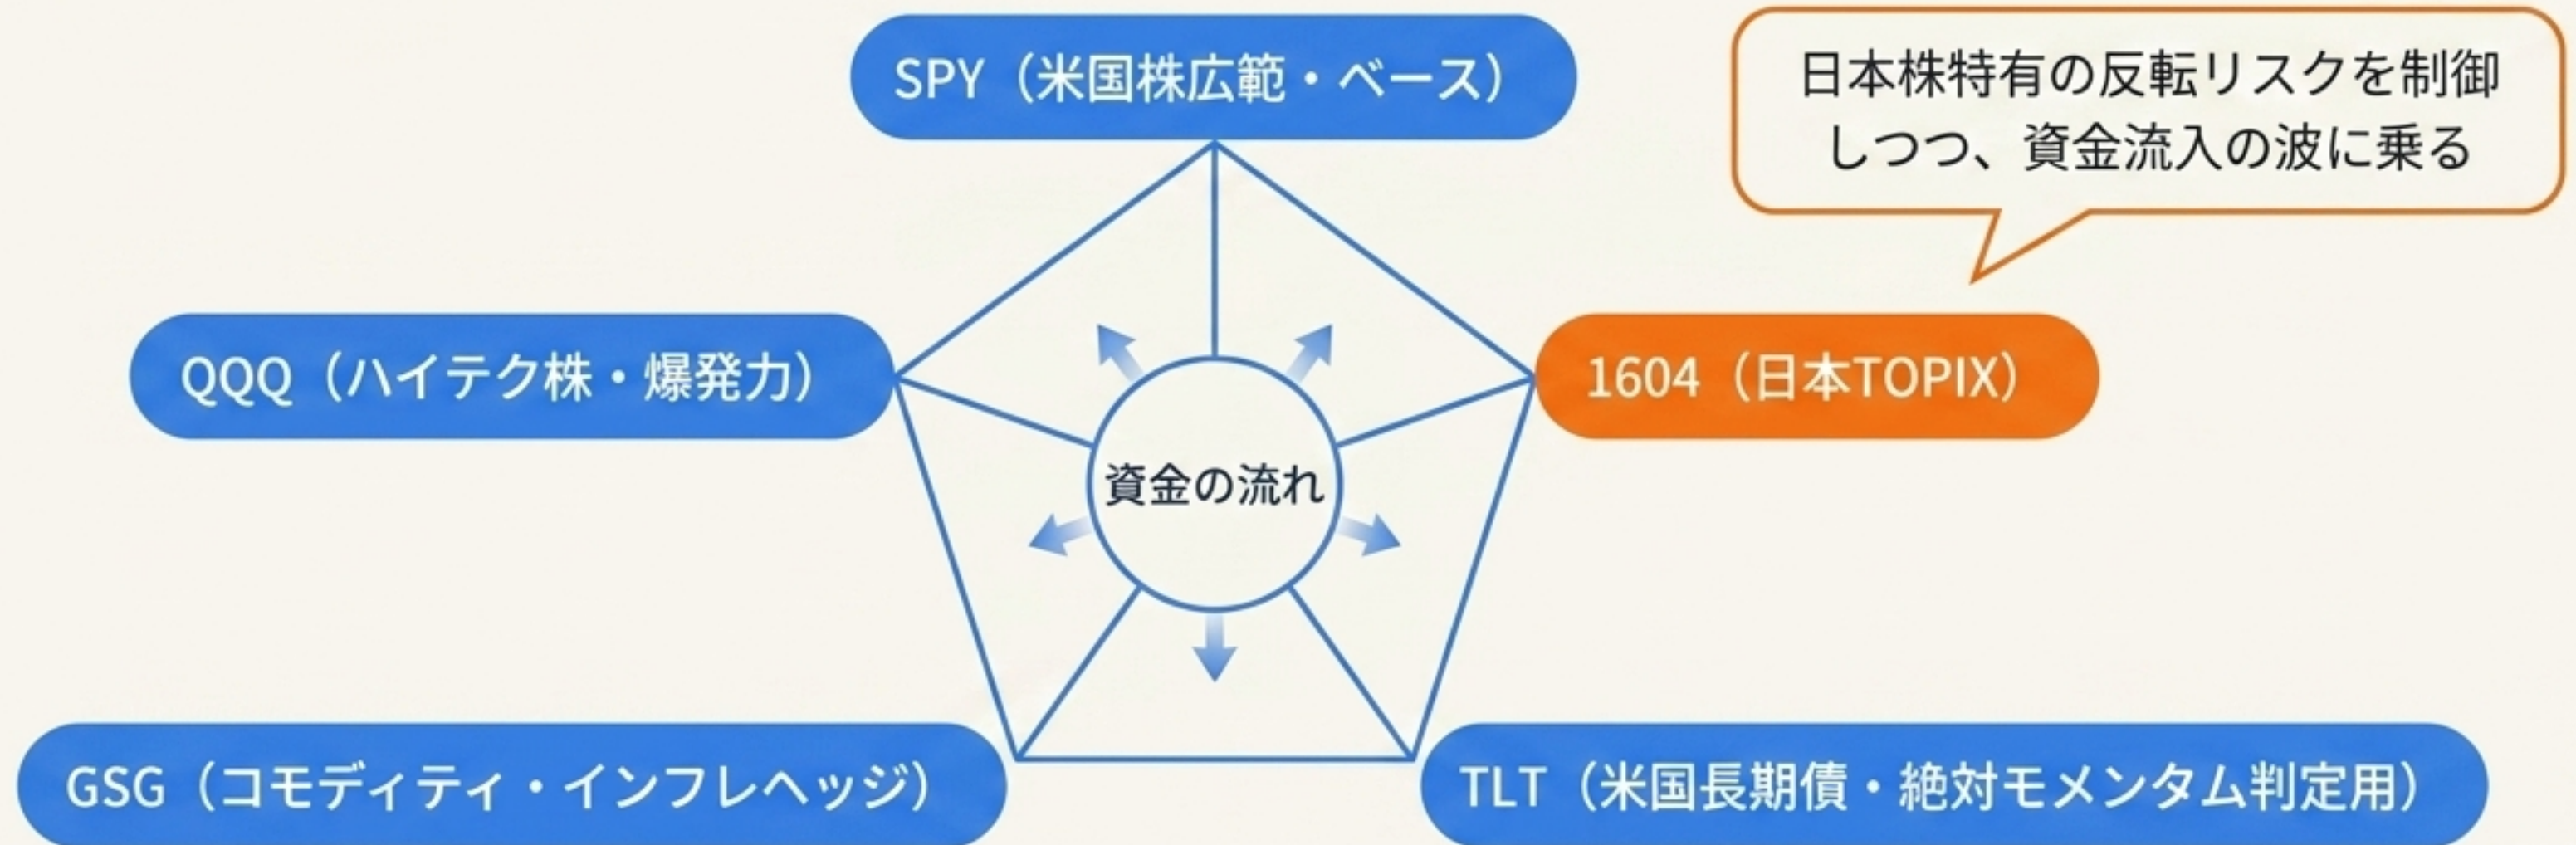 SPY（米国株広範・ベース）
日本株特有の反転リスクを制御
しつつ、資金流入の波に乗る
QQQ（ハイテク株・爆発力）
1604（日本TOPIX）
資金の流れ
GSG（コモディティ・インフレヘッジ）
TLT（米国長期債・絶対モメンタム判定用）